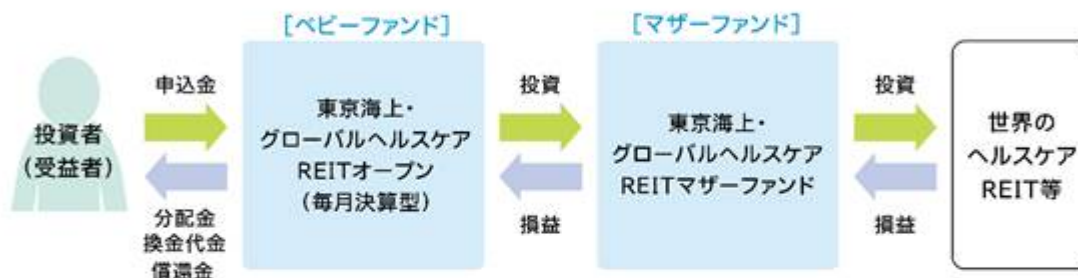 [ベビーファンド]
[マザーファンド]
投資者
(受益者)
申込金
分配金
換金代金
償還金
東京海上・
グローバルヘルスケア
REITオープン
(毎月決算型)
投資
損益
東京海上・
グローバルヘルスケア
REITマザーファンド
投資
損益
世界の
ヘルスケア
REIT等